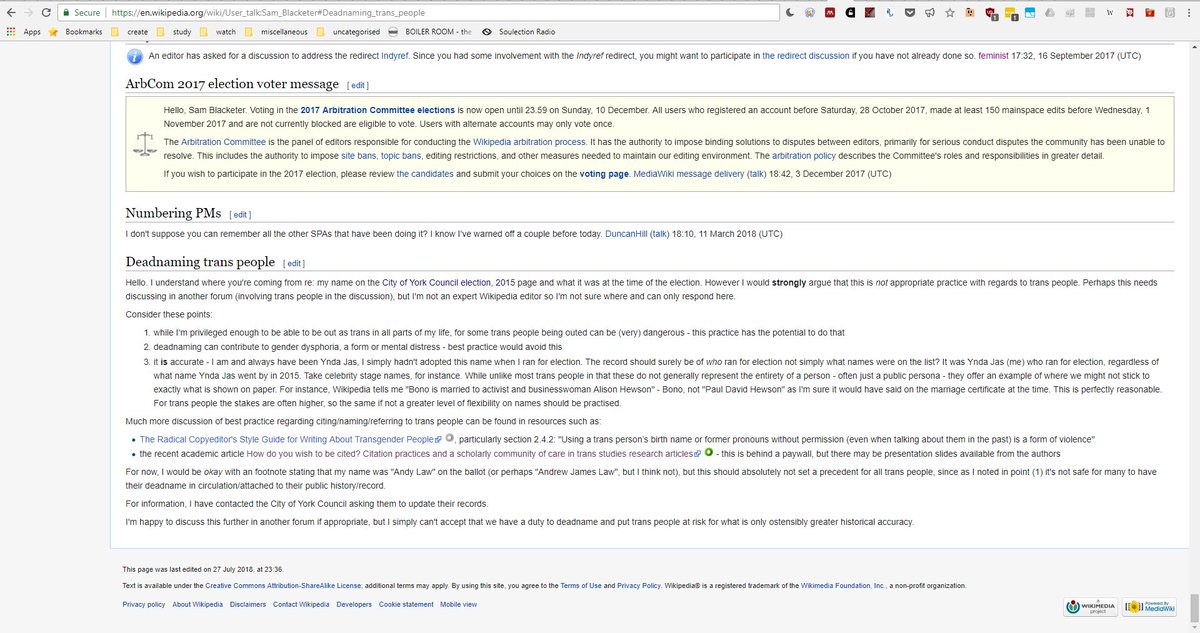 Secure
https://en.wikipedia.org/wiki/User_talk:Sam_Blacketer#Deadnaming_trans_people
Apps Bookmarks create study watch miscellaneous uncategorised BOILER ROOM - the Soulection Radio
An editor has asked for a discussion to address the redirect Indyref. Since you had some involvement with the Indyref redirect, you might want to participate in the redirect discussion if you have not already done so. feminist 17:32, 16 September 2017 (UTC)
ArbCom 2017 election voter message [ edit ]
Hello, Sam Blacketer. Voting in the 2017 Arbitration Committee elections is now open until 23.59 on Sunday, 10 December. All users who registered an account before Saturday, 28 October 2017, made at least 150 mainspace edits before Wednesday, 1
November 2017 and are not currently blocked are eligible to vote. Users with alternate accounts may only vote once.
The Arbitration Committee is the panel of editors responsible for conducting the Wikipedia arbitration process. It has the authority to impose binding solutions to disputes between editors, primarily for serious conduct disputes the community has been unable to
resolve. This includes the authority to impose site bans, topic bans, editing restrictions, and other measures needed to maintain our editing environment. The arbitration policy describes the Committee's roles and responsibilities in greater detail.
If you wish to participate in the 2017 election, please review the candidates and submit your choices on the voting page. MediaWiki message delivery (talk) 18:42, 3 December 2017 (UTC)
Numbering PMs [ edit ]
I don't suppose you can remember all the other SPAs that have been doing it? I know I've warned off a couple before today. DuncanHill (talk) 18:10, 11 March 2018 (UTC)
Deadnaming trans people [ edit ]
Hello. I understand where you're coming from re: my name on the City of York Council election, 2015 page and what it was at the time of the election. However I would strongly argue that this is not appropriate practice with regards to trans people. Perhaps this needs
discussing in another forum (involving trans people in the discussion), but I'm not an expert Wikipedia editor so I'm not sure where and can only respond here.
Consider these points:
1. while I'm privileged enough to be able to be out as trans in all parts of my life, for some trans people being outed can be (very) dangerous - this practice has the potential to do that
2. deadnaming can contribute to gender dysphoria, a form or mental distress - best practice would avoid this
3. it is accurate - I am and always have been Ynda Jas, I simply hadn't adopted this name when I ran for election. The record should surely be of who ran for election not simply what names were on the list? It was Ynda Jas (me) who ran for election, regardless of
what name Ynda Jas went by in 2015. Take celebrity stage names, for instance. While unlike most trans people in that these do not generally represent the entirety of a person - often just a public persona - they offer an example of where we might not stick to
exactly what is shown on paper. For instance, Wikipedia tells me "Bono is married to activist and businesswoman Alison Hewson" - Bono, not "Paul David Hewson" as I'm sure it would have said on the marriage certificate at the time. This is perfectly reasonable.
For trans people the stakes are often higher, so the same if not a greater level of flexibility on names should be practised.
Much more discussion of best practice regarding citing/naming/referring to trans people can be found in resources such as:
• The Radical Copyeditor's Style Guide for Writing About Transgender People, particularly section 2.4.2: "Using a trans person's birth name or former pronouns without permission (even when talking about them in the past) is a form of violence"
• the recent academic article How do you wish to be cited? Citation practices and a scholarly community of care in trans studies research articles - this is behind a paywall, but there may be presentation slides available from the authors
For now, I would be okay with an footnote stating that my name was "Andy Law" on the ballot (or perhaps "Andrew James Law", but I think not), but this should absolutely not set a precedent for all trans people, since as I noted in point (1) it's not safe for many to have
their deadname in circulation/attached to their public history/record.
For information, I have contacted the City of York Council asking them to update their records.
I'm happy to discuss this further in another forum if appropriate, but I simply can't accept that we have a duty to deadname and put trans people at risk for what is only ostensibly greater historical accuracy.
This page was last edited on 27 July 2018, at 23:36.
Text is available under the Creative Commons Attribution-ShareAlike License; additional terms may apply. By using this site, you agree to the Terms of Use and Privacy Policy. Wikipedia® is a registered trademark of the Wikimedia Foundation, Inc., a non-profit organization.
Privacy policy About Wikipedia Disclaimers Contact Wikipedia Developers Cookie statement Mobile view
A WIKIMEDIA project
Powered By MediaWiki